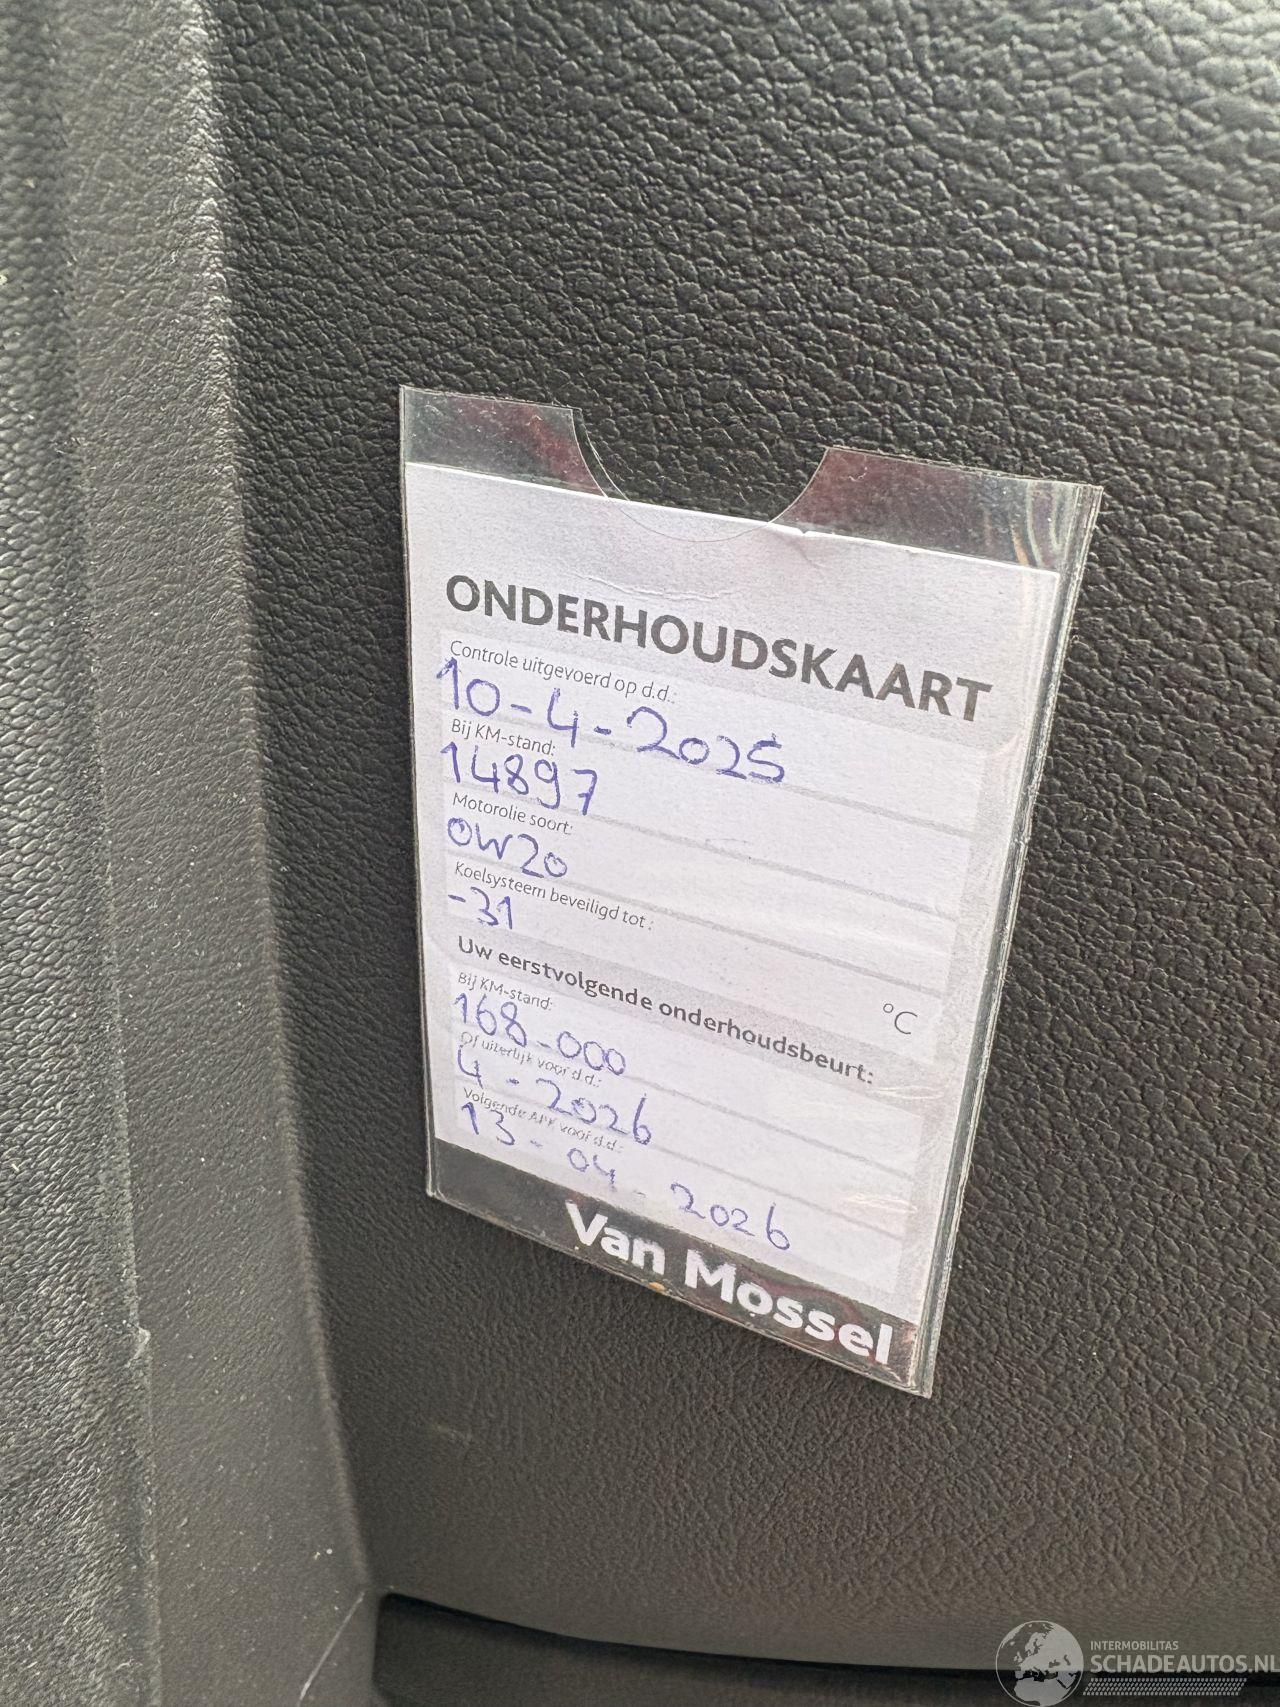 ONDERHOUDSKAART
Controle uitgevoerd op d.d.:
10-4-2025
Bij KM-stand:
14897
Motorolie soort:
0W20
Koelsysteem beveiligd tot :
-31
°C
Uw eerstvolgende onderhoudsbeurt:
Bij KM-stand:
168-000
Of uiterlijk voor d.d.:
4-2026
Volgende APK voor d.d.:
13-04-2026
Van Mossel
INTERMOBILITAS
SCHADEAUTOS.NL